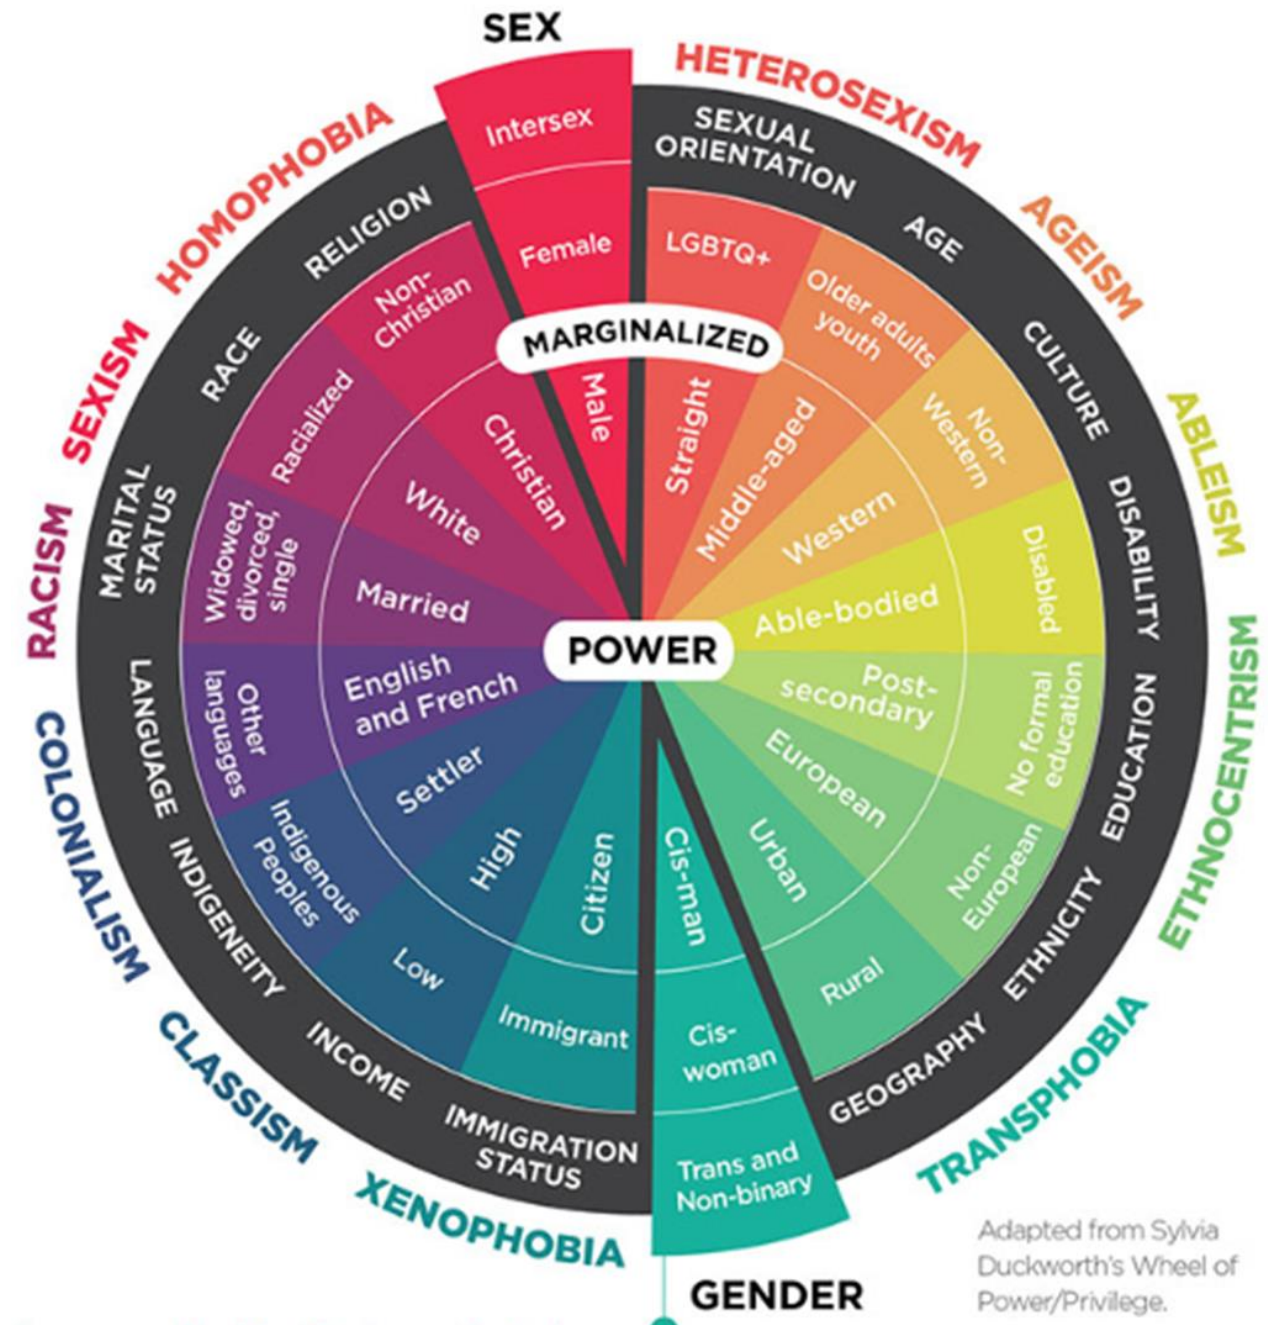 SEX
HETEROSEXISM
AGEISM
ABLEISM
ETHNOCENTRISM
TRANSPHOBIA
XENOPHOBIA
CLASSISM
COLONIALISM
RACISM
SEXISM
HOMOPHOBIA
Intersex
Female
MARGINALIZED
Male
SEXUAL
ORIENTATION
LGBTQ+
Straight
AGE
Older adults
youth
Middle-aged
CULTURE
Non-
Western
Western
DISABILITY
Disabled
Able-bodied
EDUCATION
No formal
education
Post-
secondary
ETHNICITY
Non-
European
European
GEOGRAPHY
Rural
Urban
Cis-man
Cis-
woman
Trans and
Non-binary
GENDER
IMMIGRATION
STATUS
Immigrant
Citizen
INCOME
Low
High
INDIGENEITY
Indigenous
Peoples
Settler
LANGUAGE
Other
languages
English
and French
MARITAL
STATUS
Widowed,
divorced,
single
Married
RACE
Racialized
White
RELIGION
Non-
Christian
Christian
POWER
Adapted from Sylvia
Duckworth's Wheel of
Power/Privilege.